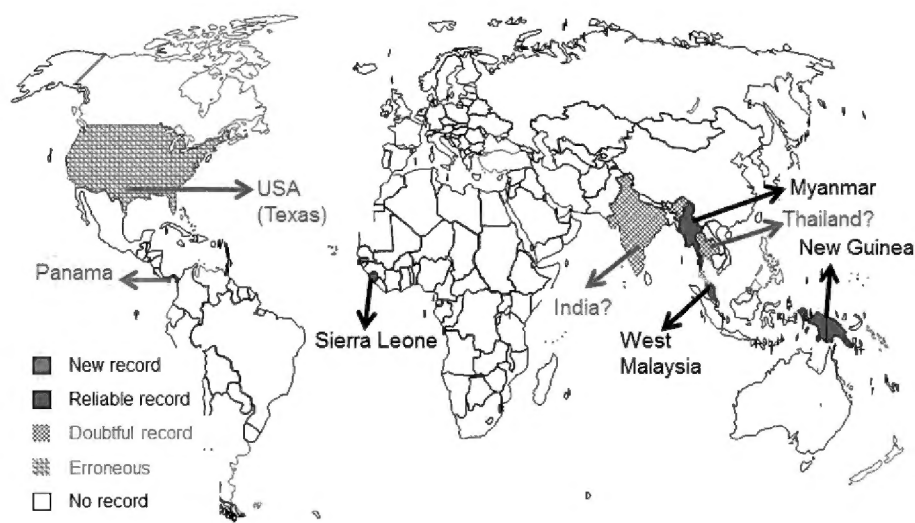 USA
(Texas)
Panama
Sierra Leone
India?
Myanmar
Thailand?
New Guinea
West
Malaysia
New record
Reliable record
Doubtful record
Erroneous
No record